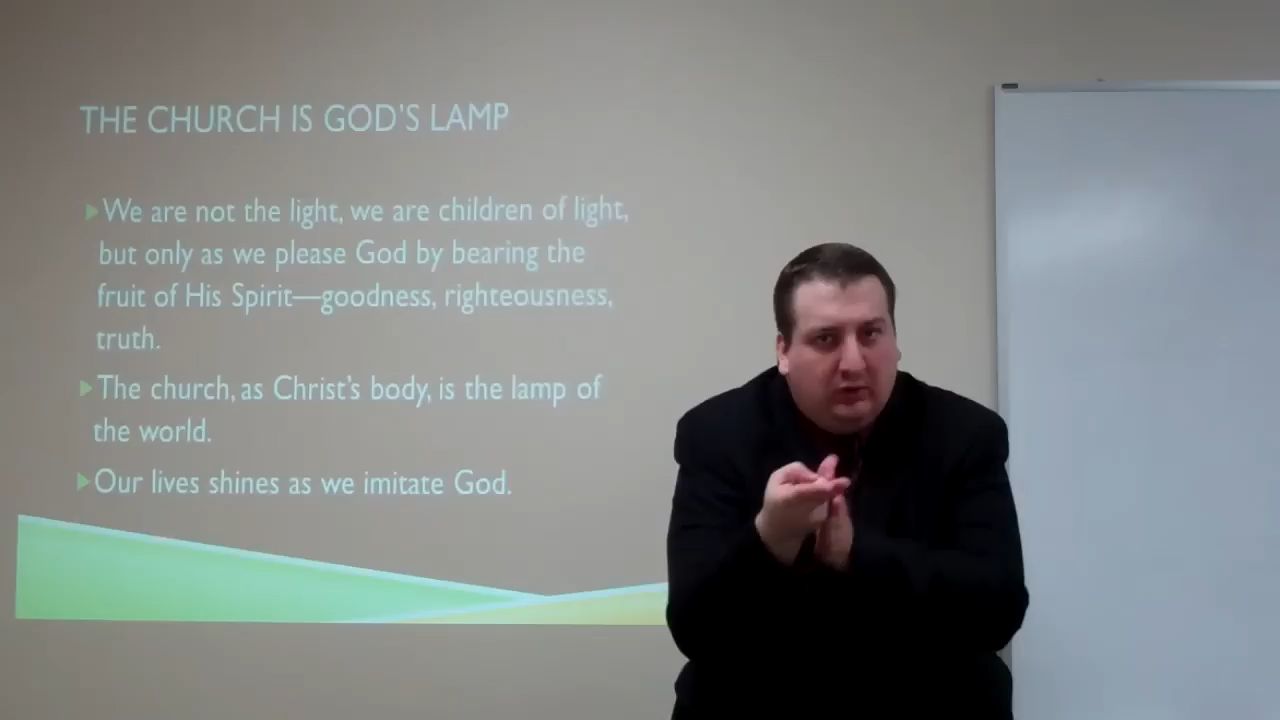 THE CHURCH IS GOD'S LAMP
We are not the light, we are children of light,
but only as we please God by bearing the
fruit of His Spirit—goodness, righteousness,
truth.
The church, as Christ's body, is the lamp of
the world.
Our lives shines as we imitate God.